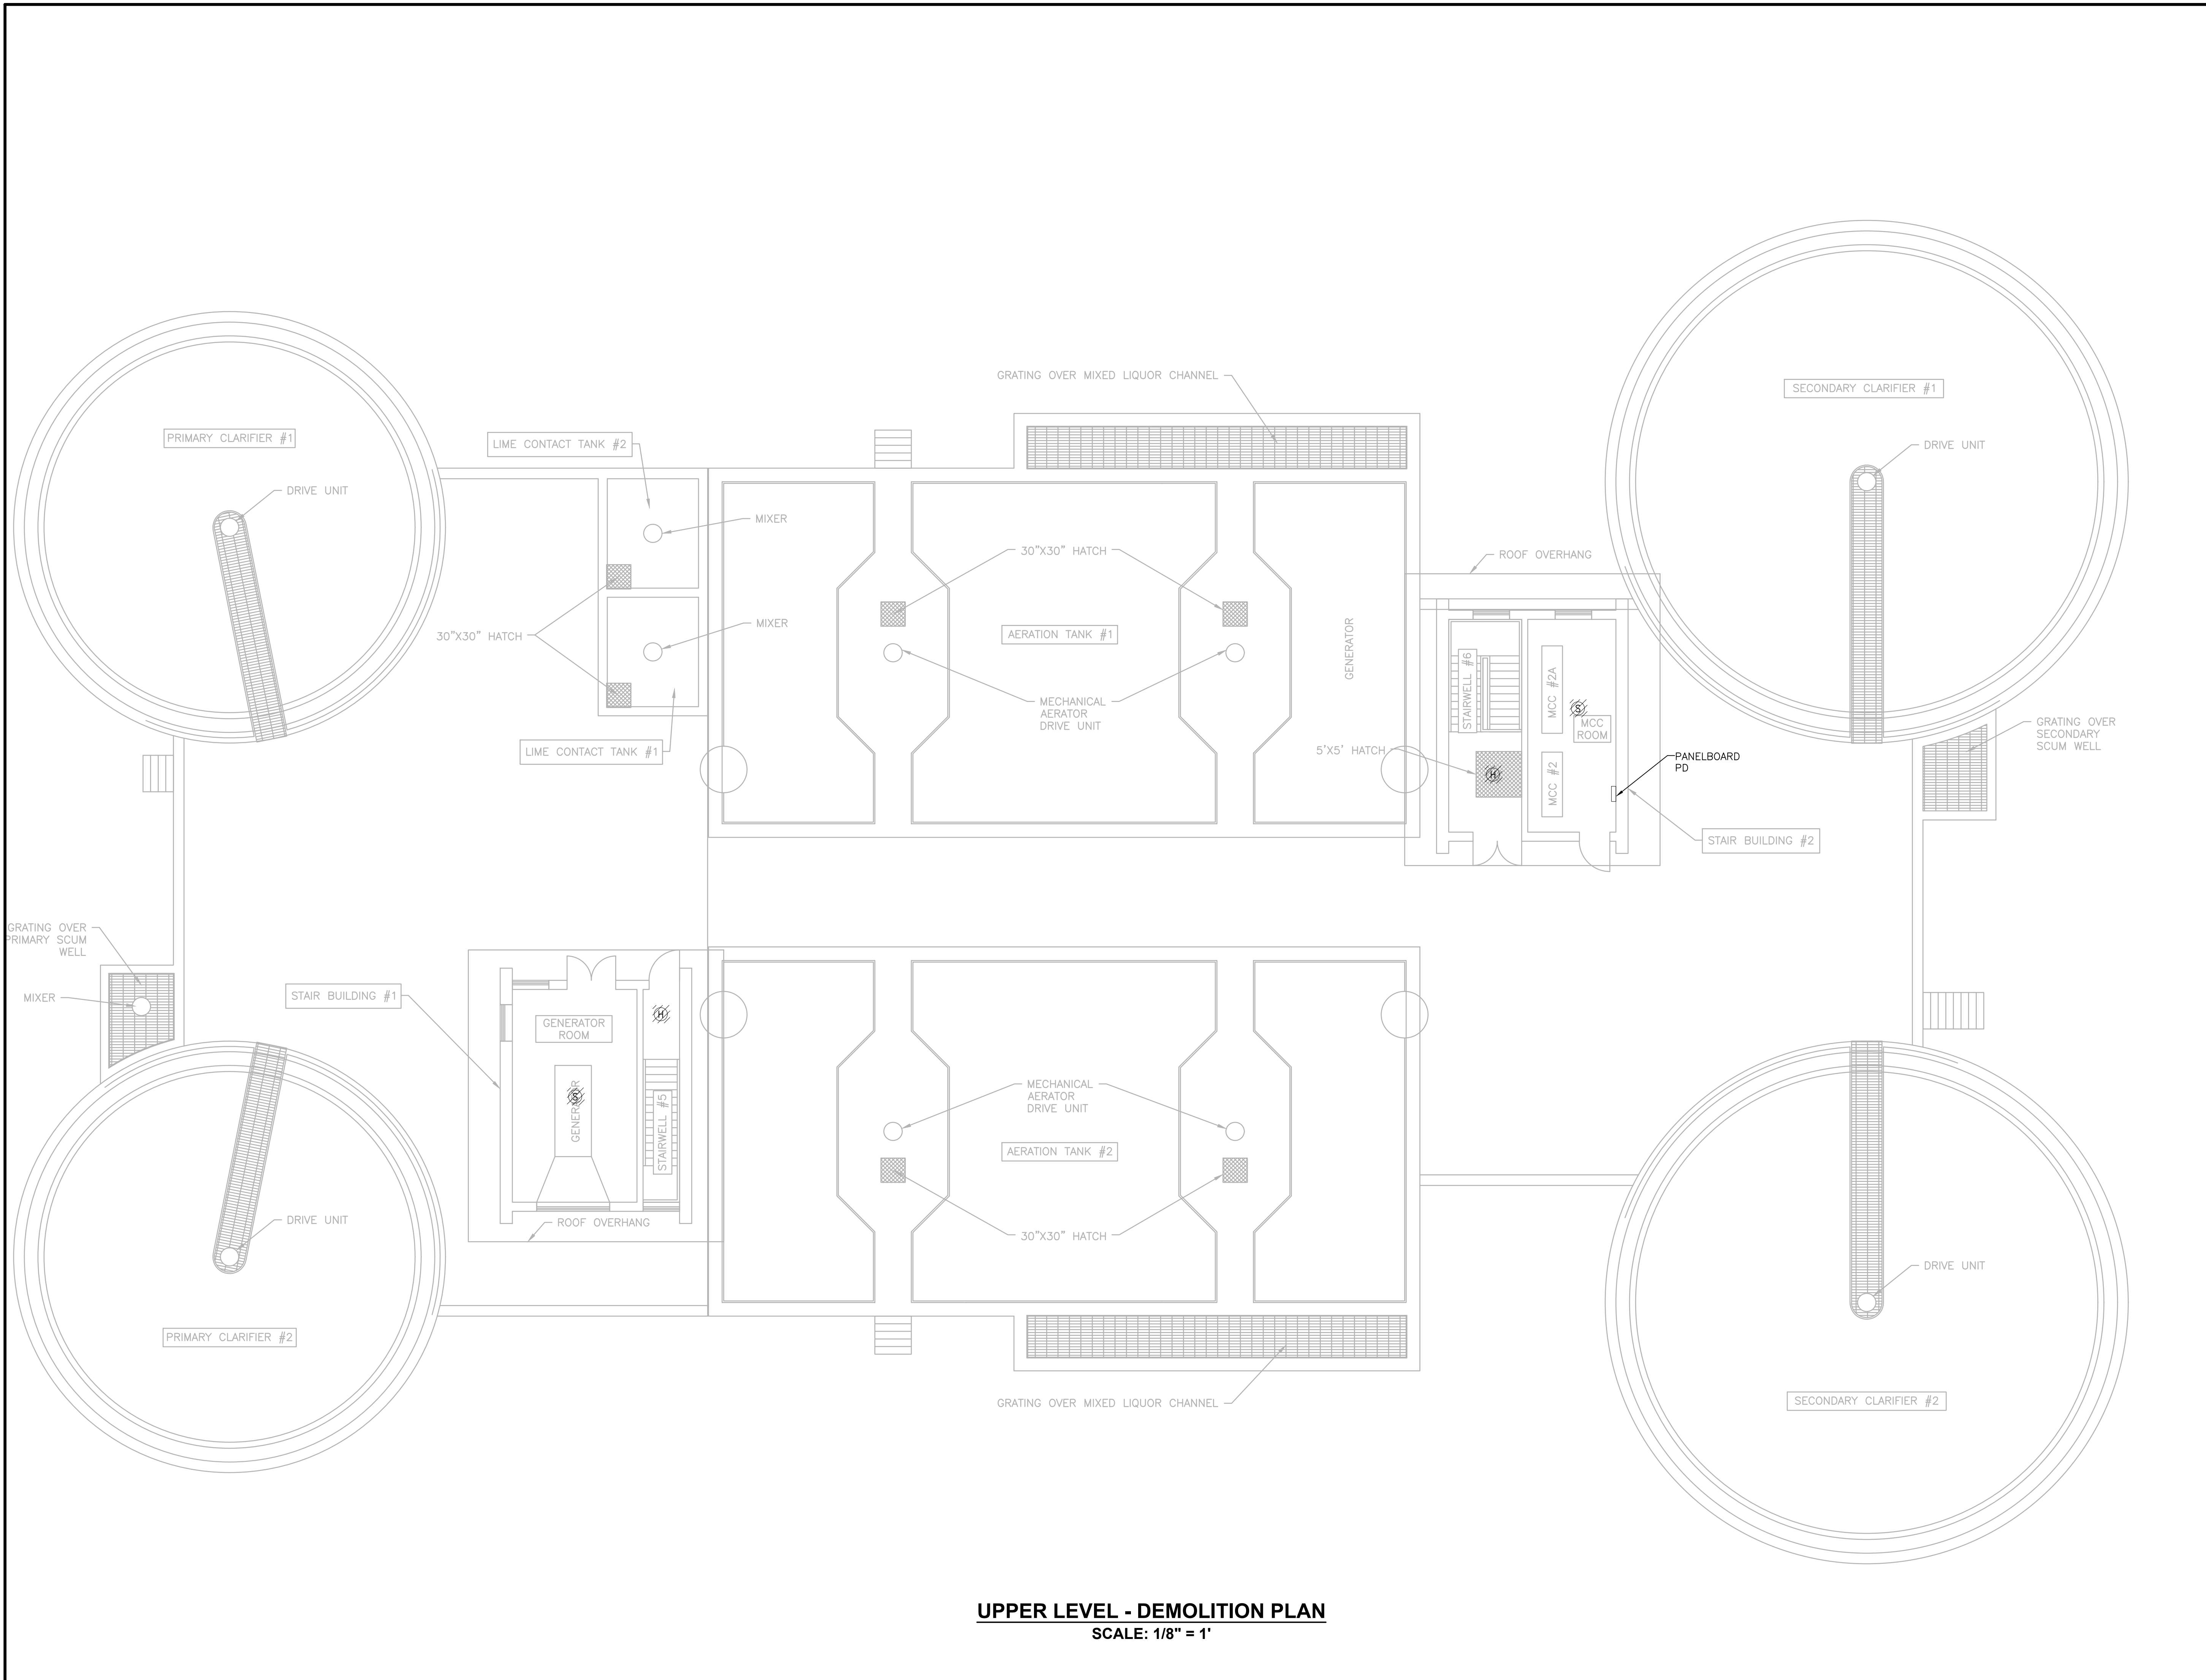 GRATING OVER MIXED LIQUOR CHANNEL
SECONDARY CLARIFIER #1
PRIMARY CLARIFIER #1
LIME CONTACT TANK #2
DRIVE UNIT
DRIVE UNIT
MIXER
30"X30" HATCH
ROOF OVERHANG
MIXER
30"X30" HATCH
AERATION TANK #1
GENERATOR
STAIRWELL #6
MCC #2A
S
MCC
ROOM
MECHANICAL
AERATOR
DRIVE UNIT
GRATING OVER
SECONDARY
SCUM WELL
LIME CONTACT TANK #1
5'X5' HATCH
H
MCC #2
PANELBOARD
PD
STAIR BUILDING #2
GRATING OVER
PRIMARY SCUM
WELL
MIXER
STAIR BUILDING #1
GENERATOR
ROOM
H
S
GENERATOR
STAIRWELL #5
MECHANICAL
AERATOR
DRIVE UNIT
AERATION TANK #2
DRIVE UNIT
ROOF OVERHANG
30"X30" HATCH
DRIVE UNIT
PRIMARY CLARIFIER #2
GRATING OVER MIXED LIQUOR CHANNEL
SECONDARY CLARIFIER #2
UPPER LEVEL - DEMOLITION PLAN
SCALE: 1/8" = 1'